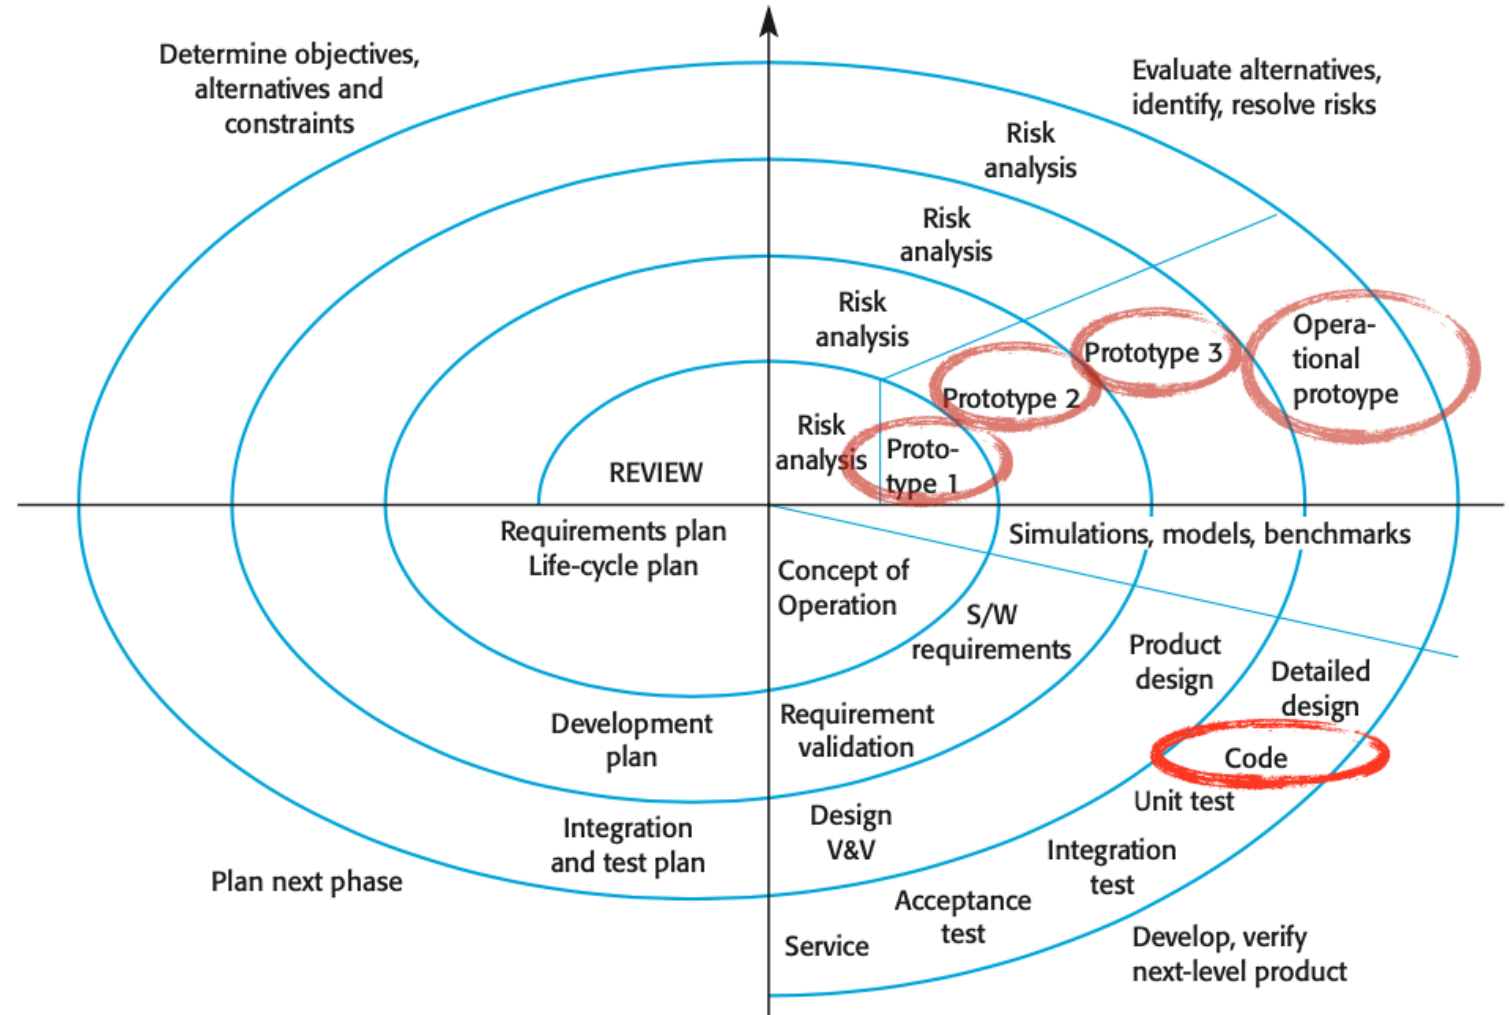 Determine objectives,
alternatives and
constraints
Evaluate alternatives,
identify, resolve risks
Risk
analysis
Risk
analysis
Risk
analysis
Risk
analysis
Proto-
type 1
Prototype 2
Prototype 3
Opera-
tional
protoype
REVIEW
Requirements plan
Life-cycle plan
Development
plan
Integration
and test plan
Plan next phase
Simulations, models, benchmarks
Concept of
Operation
S/W
requirements
Requirement
validation
Product
design
Detailed
design
Code
Unit test
Design
V&V
Integration
test
Acceptance
test
Service
Develop, verify
next-level product